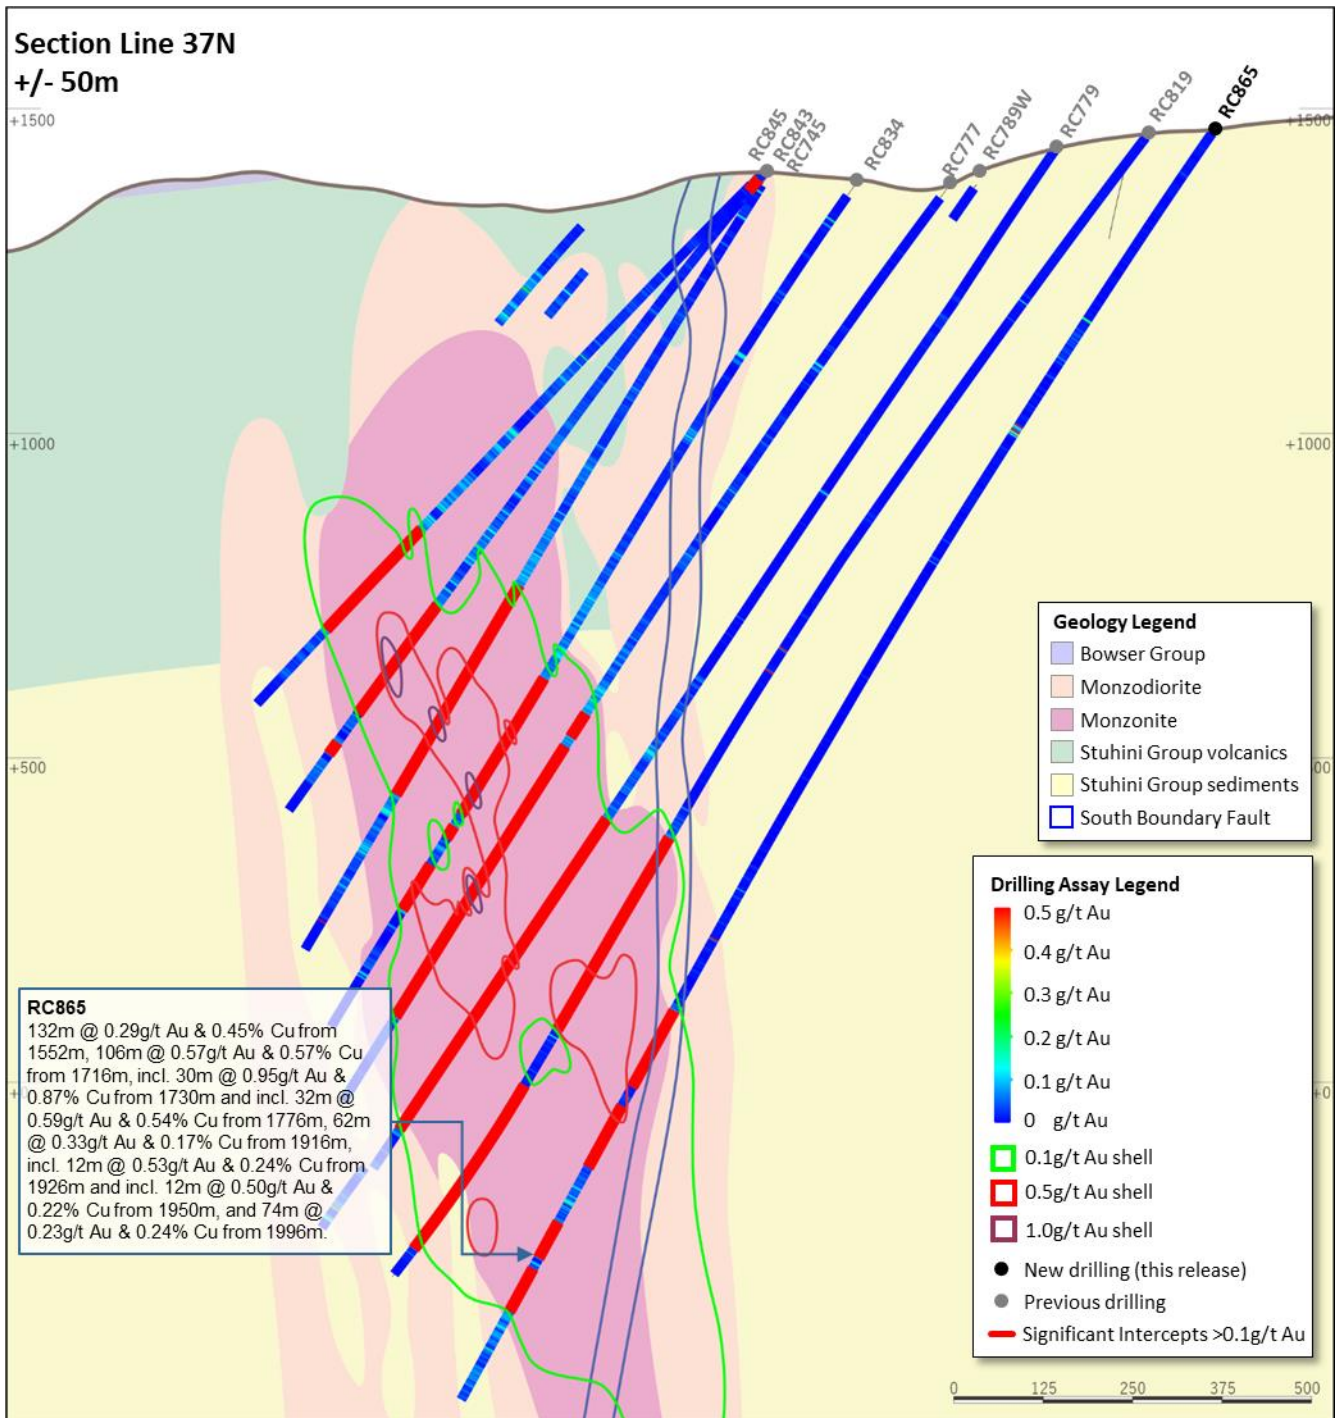 Section Line 37N
+/- 50m
RC845
RC843
RC745
RC834
RC777
RC789W
RC779
RC819
RC865
+1500
+1500
+1000
+1000
+500
00
+0
+0
Geology Legend
Bowser Group
Monzodiorite
Monzonite
Stuhini Group volcanics
Stuhini Group sediments
South Boundary Fault
Drilling Assay Legend
0.5 g/t Au
0.4 g/t Au
0.3 g/t Au
0.2 g/t Au
0.1 g/t Au
0 g/t Au
0.1g/t Au shell
0.5g/t Au shell
1.0g/t Au shell
New drilling (this release)
Previous drilling
Significant Intercepts >0.1g/t Au
RC865
132m @ 0.29g/t Au & 0.45% Cu from
1552m, 106m @ 0.57g/t Au & 0.57% Cu
from 1716m, incl. 30m @ 0.95g/t Au &
0.87% Cu from 1730m and incl. 32m @
0.59g/t Au & 0.54% Cu from 1776m, 62m
@ 0.33g/t Au & 0.17% Cu from 1916m,
incl. 12m @ 0.53g/t Au & 0.24% Cu from
1926m and incl. 12m @ 0.50g/t Au &
0.22% Cu from 1950m, and 74m @
0.23g/t Au & 0.24% Cu from 1996m.
0 125 250 375 500